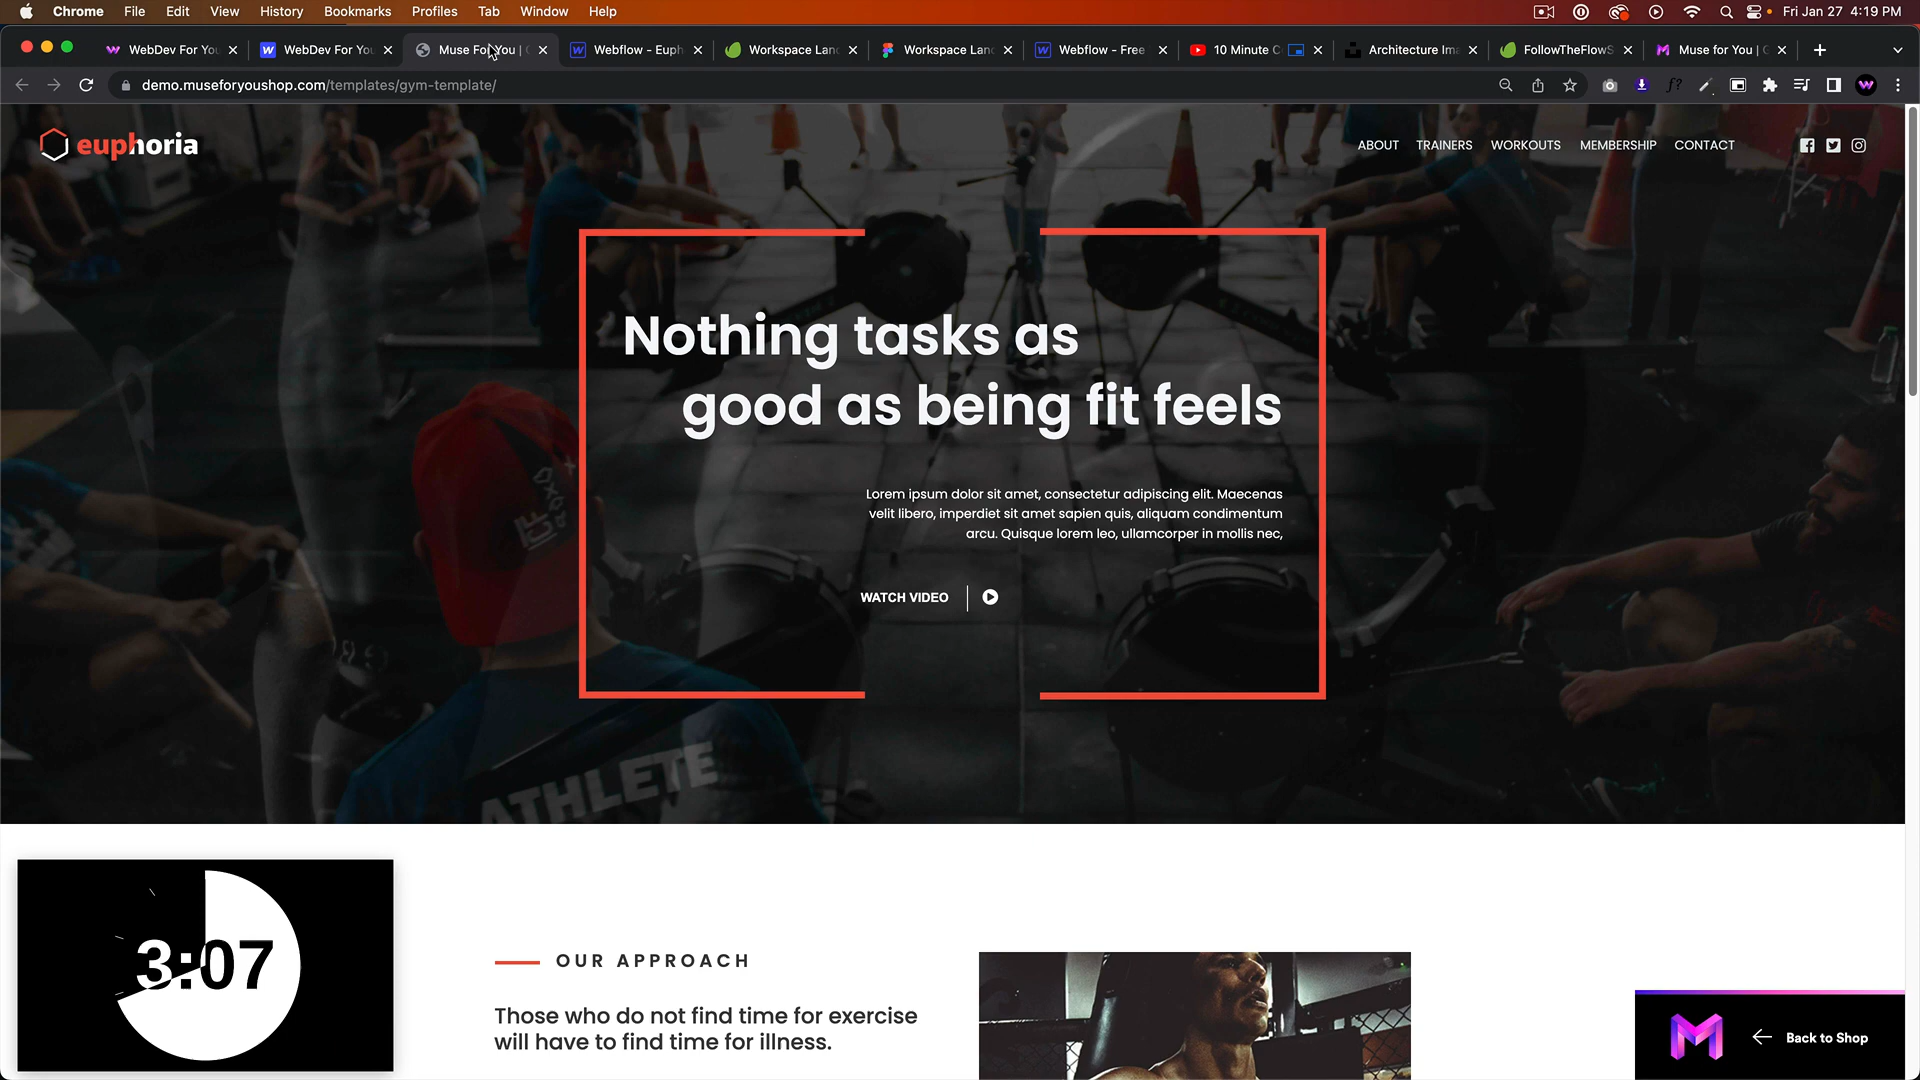 Chrome File Edit View History Bookmarks Profiles Tab Window Help Fri Jan 27 4:19 PM
WebDev For You WebDev For You Muse For You | Webflow - Euph Workspace Lan Workspace Lan Webflow - Free 10 Minute C Architecture Ima FollowTheFlowS Muse for You |
demo.museforyoushop.com/templates/gym-template/
euphoria
ABOUT TRAINERS WORKOUTS MEMBERSHIP CONTACT
Nothing tasks as
good as being fit feels
Lorem ipsum dolor sit amet, consectetur adipiscing elit. Maecenas
velit libero, imperdiet sit amet sapien quis, aliquam condimentum
arcu. Quisque lorem leo, ullamcorper in mollis nec,
WATCH VIDEO
ATHLETE
3:07
OUR APPROACH
Those who do not find time for exercise
will have to find time for illness.
Back to Shop